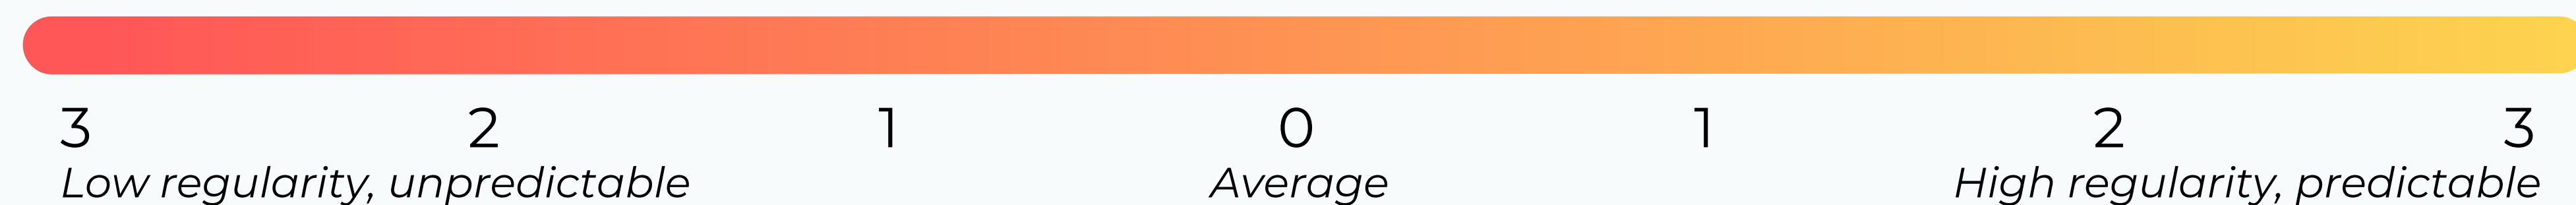 3 2 1 0 1 2 3
Low regularity, unpredictable Average High regularity, predictable